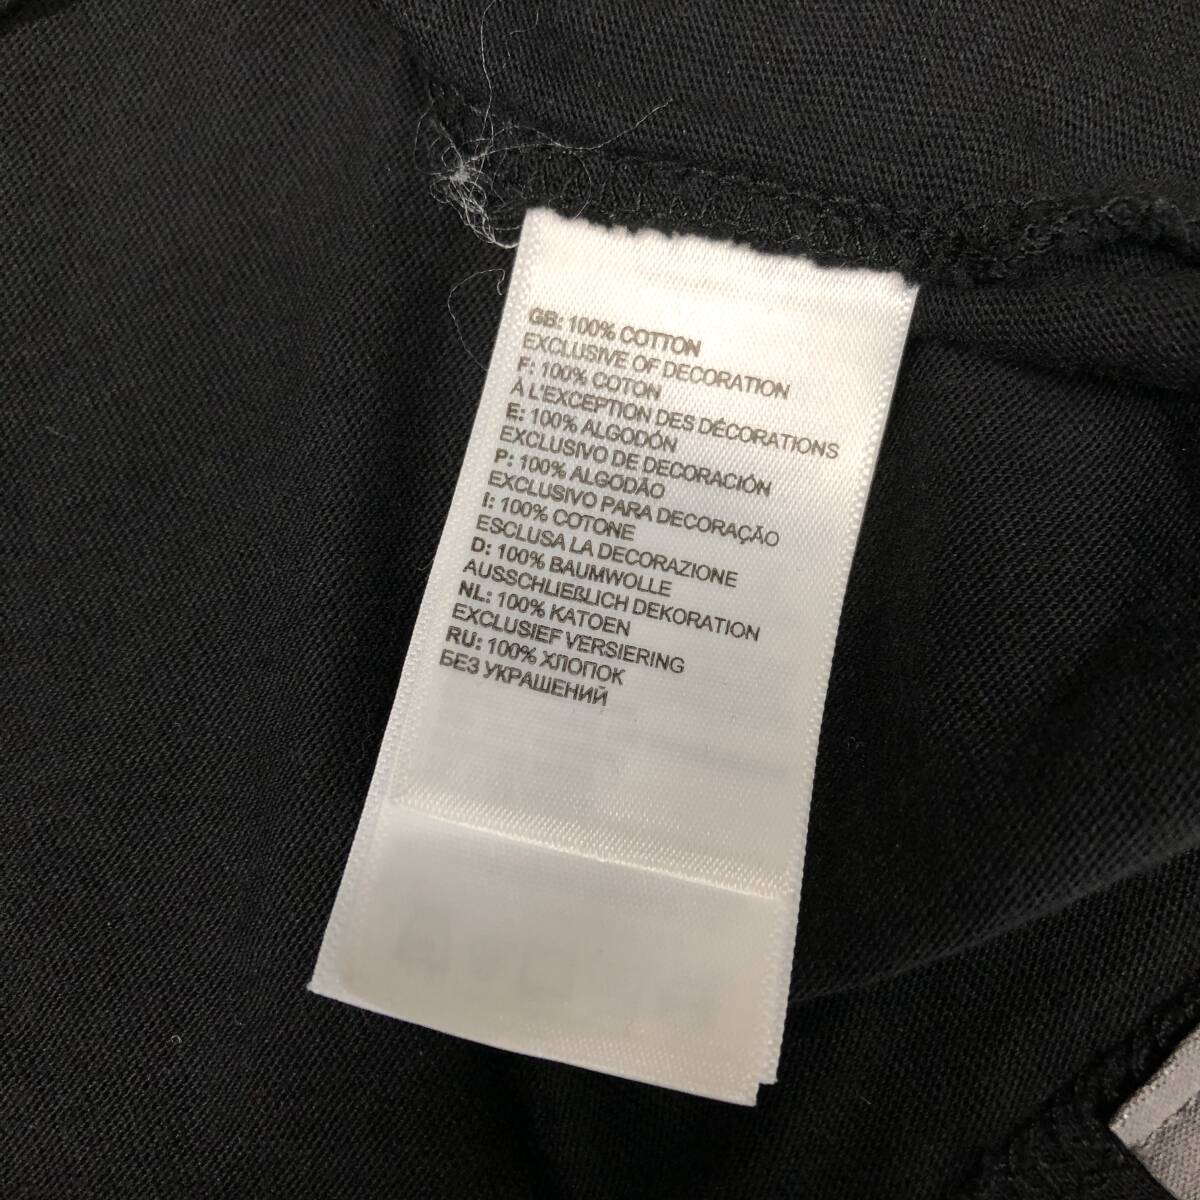 GB: 100% COTTON
EXCLUSIVE OF DECORATION
F: 100% COTON
À L'EXCEPTION DES DÉCORATIONS
E: 100% ALGODÓN
EXCLUSIVO DE DECORACIÓN
P: 100% ALGODÃO
EXCLUSIVO PARA DECORAÇÃO
I: 100% COTONE
ESCLUSA LA DECORAZIONE
D: 100% BAUMWOLLE
AUSSCHLIEßLICH DEKORATION
NL: 100% KATOEN
EXCLUSIEF VERSIERING
RU: 100% ХЛОПОК
БЕЗ УКРАШЕНИЙ